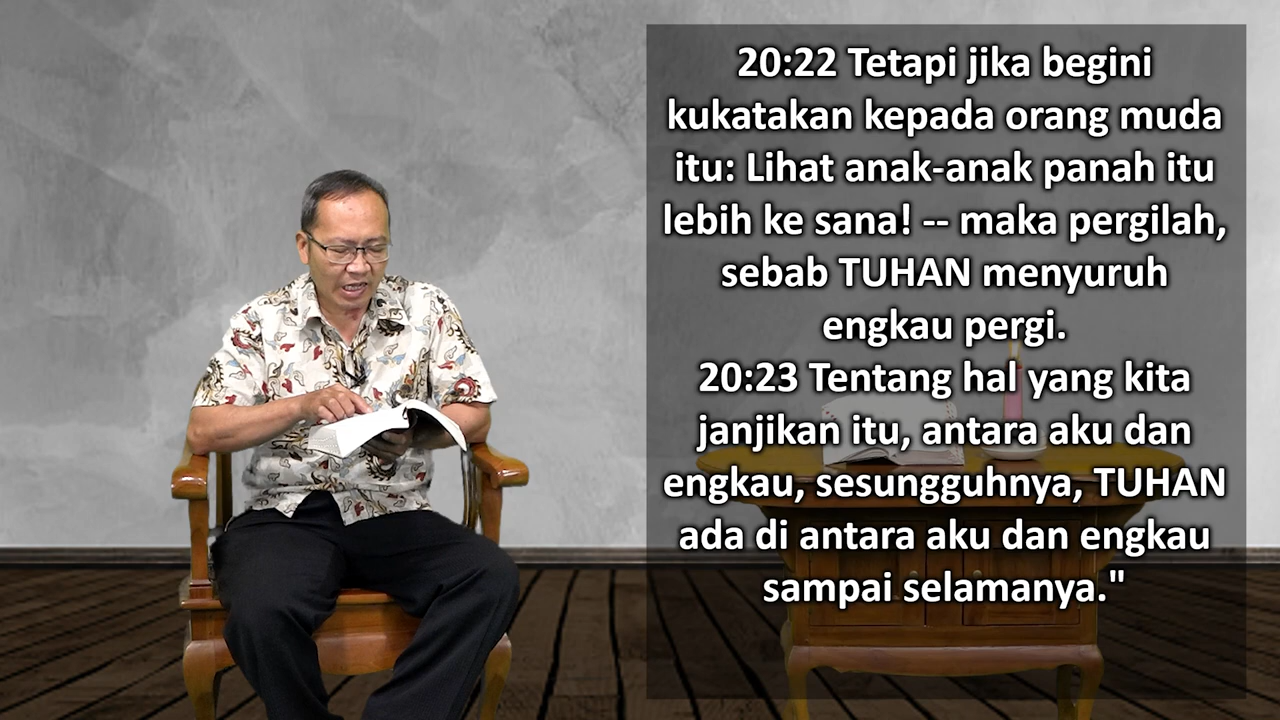 20:22 Tetapi jika begini
kukatakan kepada orang muda
itu: Lihat anak-anak panah itu
lebih ke sana! -- maka pergilah,
sebab TUHAN menyuruh
engkau pergi.
20:23 Tentang hal yang kita
janjikan itu, antara aku dan
engkau, sesungguhnya, TUHAN
ada di antara aku dan engkau
sampai selamanya."